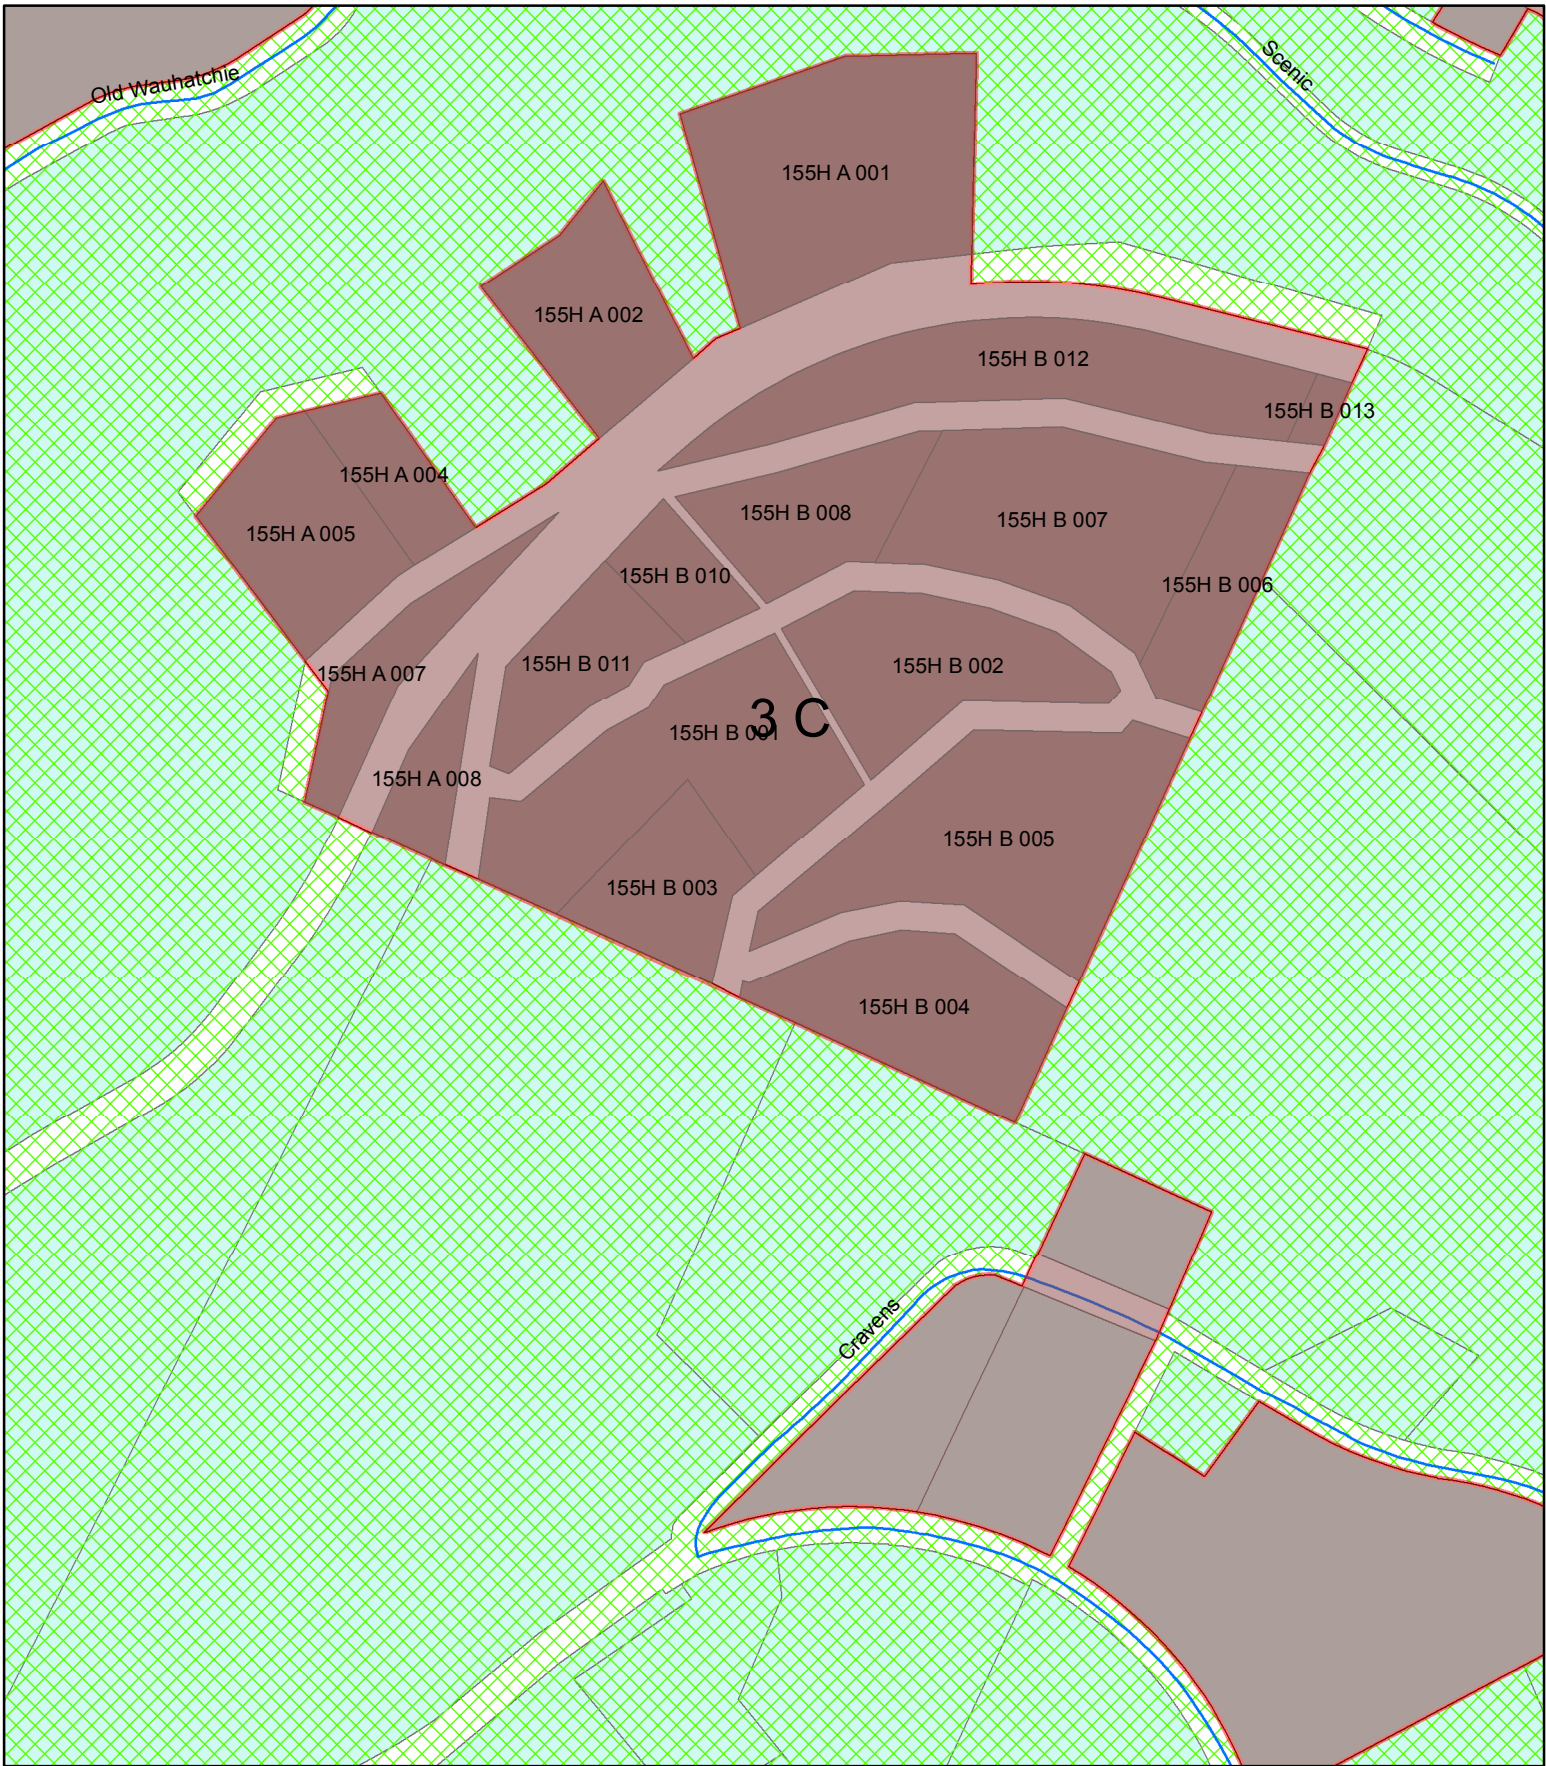 Scenic
Old Wauhatchie
155H A 001
155H A 002
155H B 012
155H B 013
155H A 004
155H B 008
155H B 007
155H A 005
155H B 010
155H B 006
155H B 011
155H B 002
155H A 007
3 C
155H B 001
155H A 008
155H B 005
155H B 003
155H B 004
Cravens